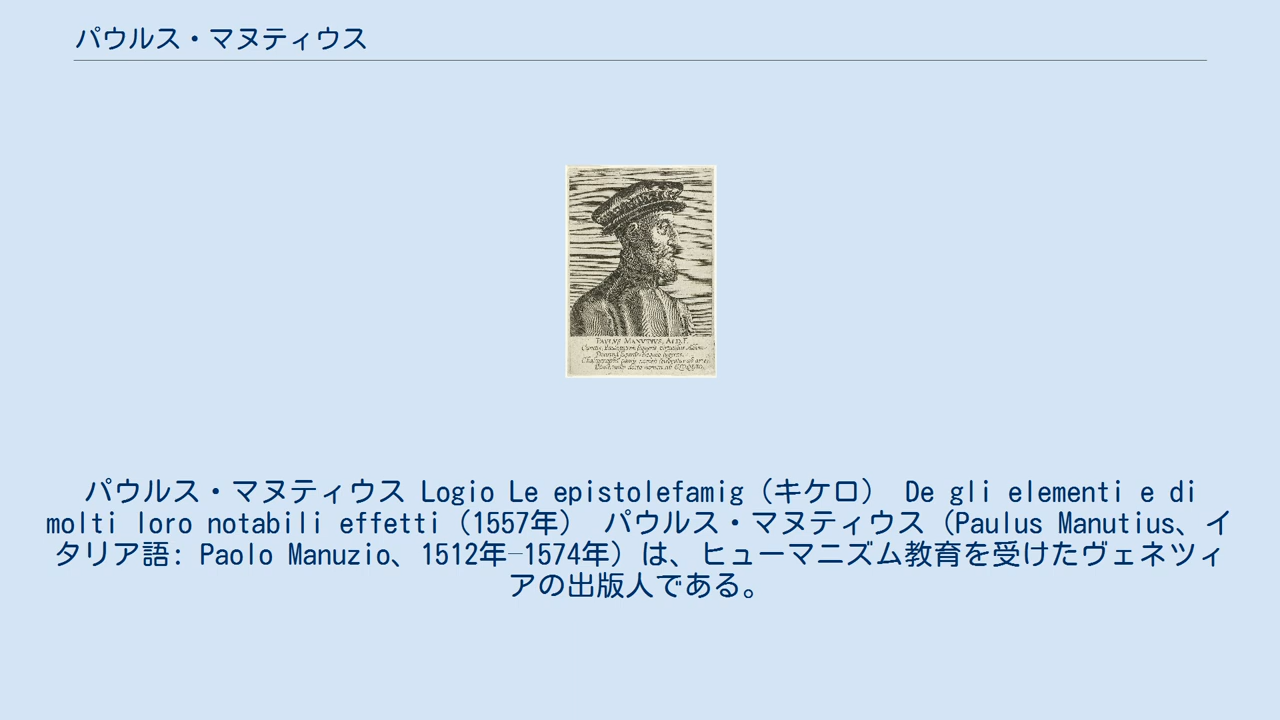 パウルス・マヌティウス
PAVLVS MANVTIVS, ALD. F.
パウルス・マヌティウス Logio Le epistolefamig（キケロ） De gli elementi e di
molti loro notabili effetti（1557年） パウルス・マヌティウス（Paulus Manutius、イ
タリア語: Paolo Manuzio、1512年–1574年）は、ヒューマニズム教育を受けたヴェネツィ
アの出版人である。